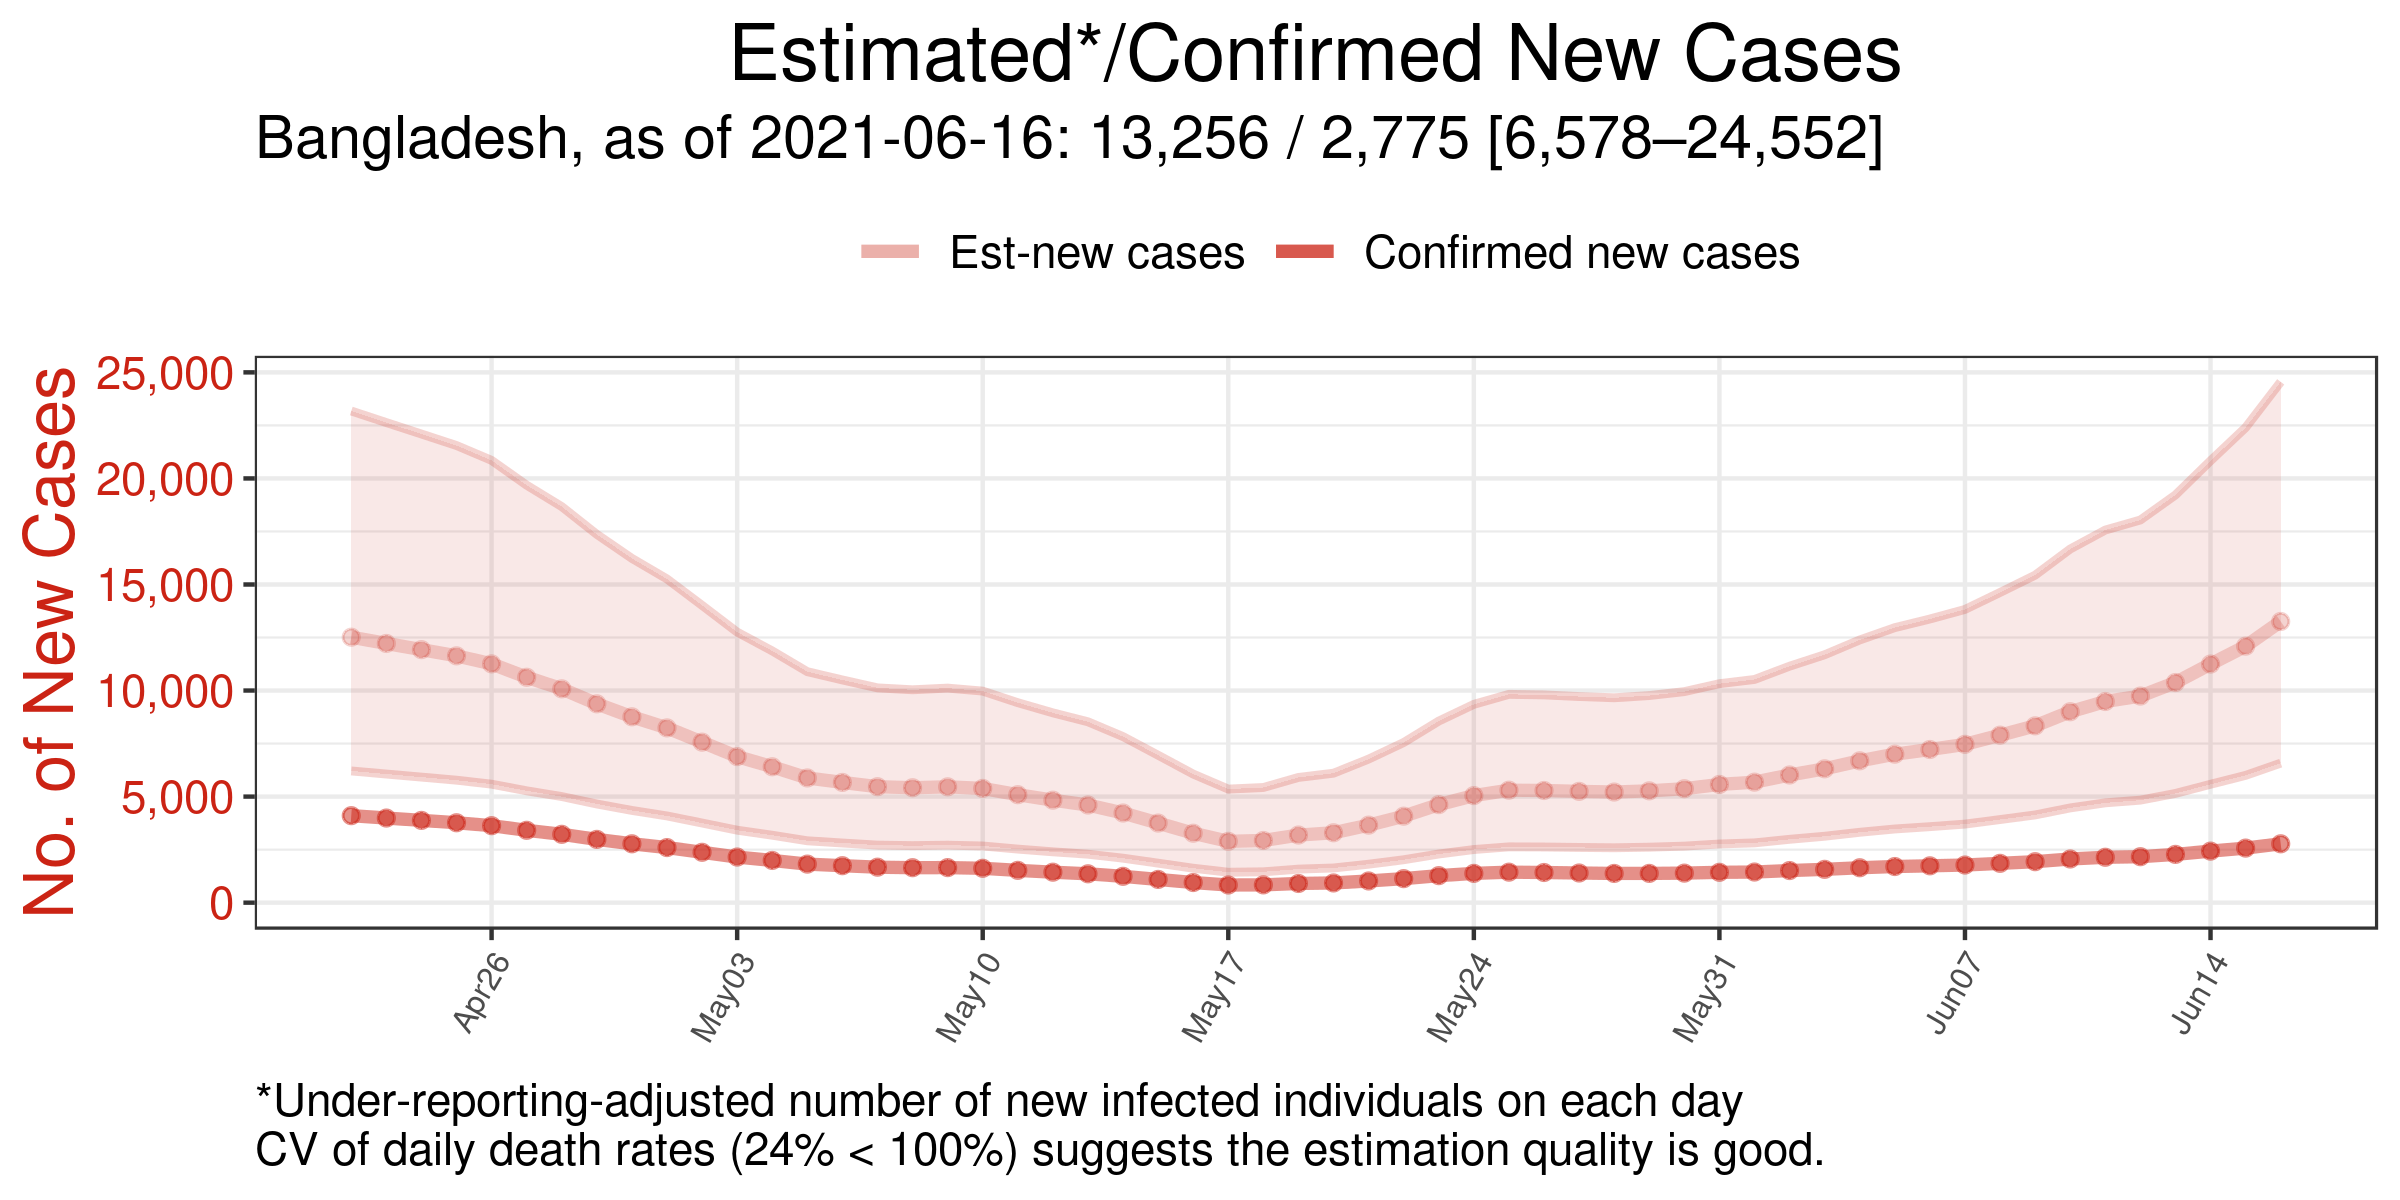 Estimated*/Confirmed New Cases
Bangladesh, as of 2021-06-16: 13,256 / 2,775 [6,578–24,552]
Est-new cases
Confirmed new cases
No. of New Cases
25,000
20,000
15,000
10,000
5,000
0
Apr26
May03
May10
May17
May24
May31
Jun07
Jun14
*Under-reporting-adjusted number of new infected individuals on each day
CV of daily death rates (24% < 100%) suggests the estimation quality is good.